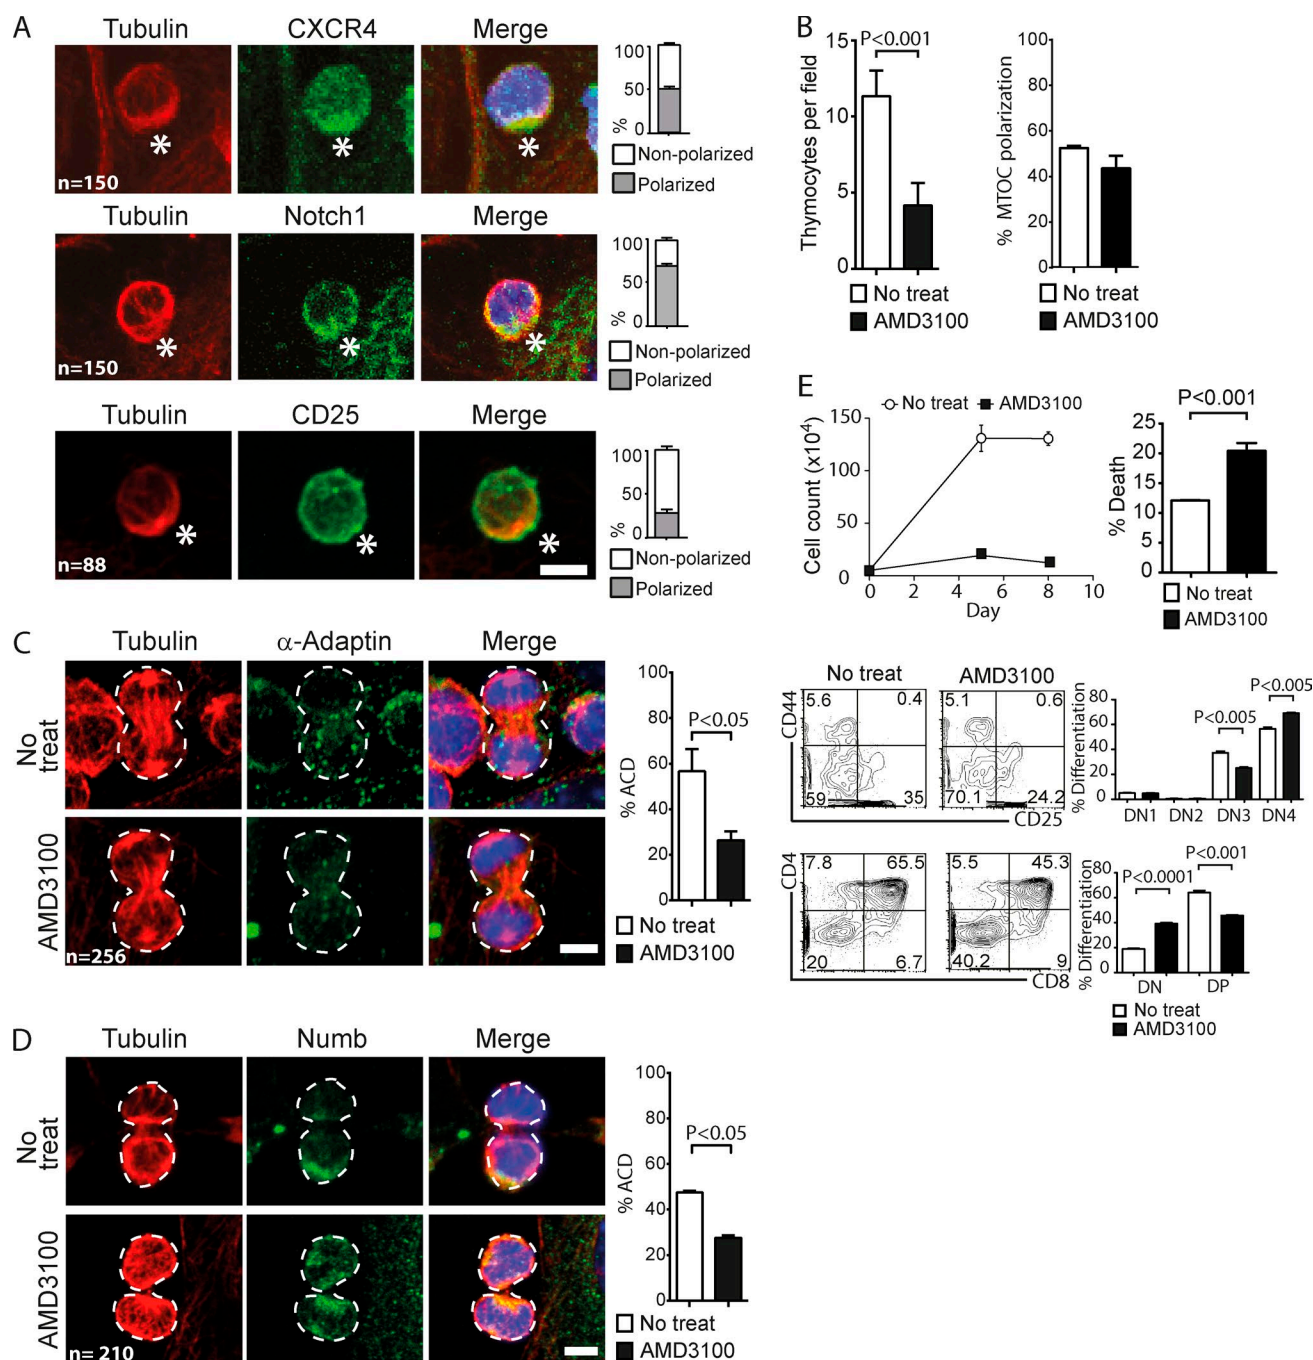 A
Tubulin CXCR4 Merge
*
*
*
n=150
100
50
%
0
Non-polarized
Polarized
Tubulin Notch1 Merge
*
*
*
n=150
100
50
%
0
Non-polarized
Polarized
Tubulin CD25 Merge
*
*
*
n=88
100
50
%
0
Non-polarized
Polarized
B
P<0.001
Thymocytes per field
15
10
5
0
No treat
AMD3100
% MTOC polarization
100
80
60
40
20
0
No treat
AMD3100
C
Tubulin α-Adaptin Merge
No treat
AMD3100
n=256
% ACD
100
80
60
40
20
0
P<0.05
No treat
AMD3100
D
Tubulin Numb Merge
No treat
AMD3100
n= 210
% ACD
100
80
60
40
20
0
P<0.05
No treat
AMD3100
E
No treat AMD3100
Cell count (x10⁴)
150
100
50
0
0 2 4 6 8 10
Day
P<0.001
% Death
25
20
15
10
5
0
No treat
AMD3100
No treat AMD3100
CD44
5.6 0.4
59 35
5.1 0.6
70.1 24.2
CD25
% Differentiation
80
60
40
20
0
P<0.005
P<0.005
DN1 DN2 DN3 DN4
CD4
7.8 65.5
20 6.7
5.5 45.3
40.2 9
CD8
% Differentiation
80
60
40
20
0
P<0.0001
P<0.001
DN DP
No treat
AMD3100